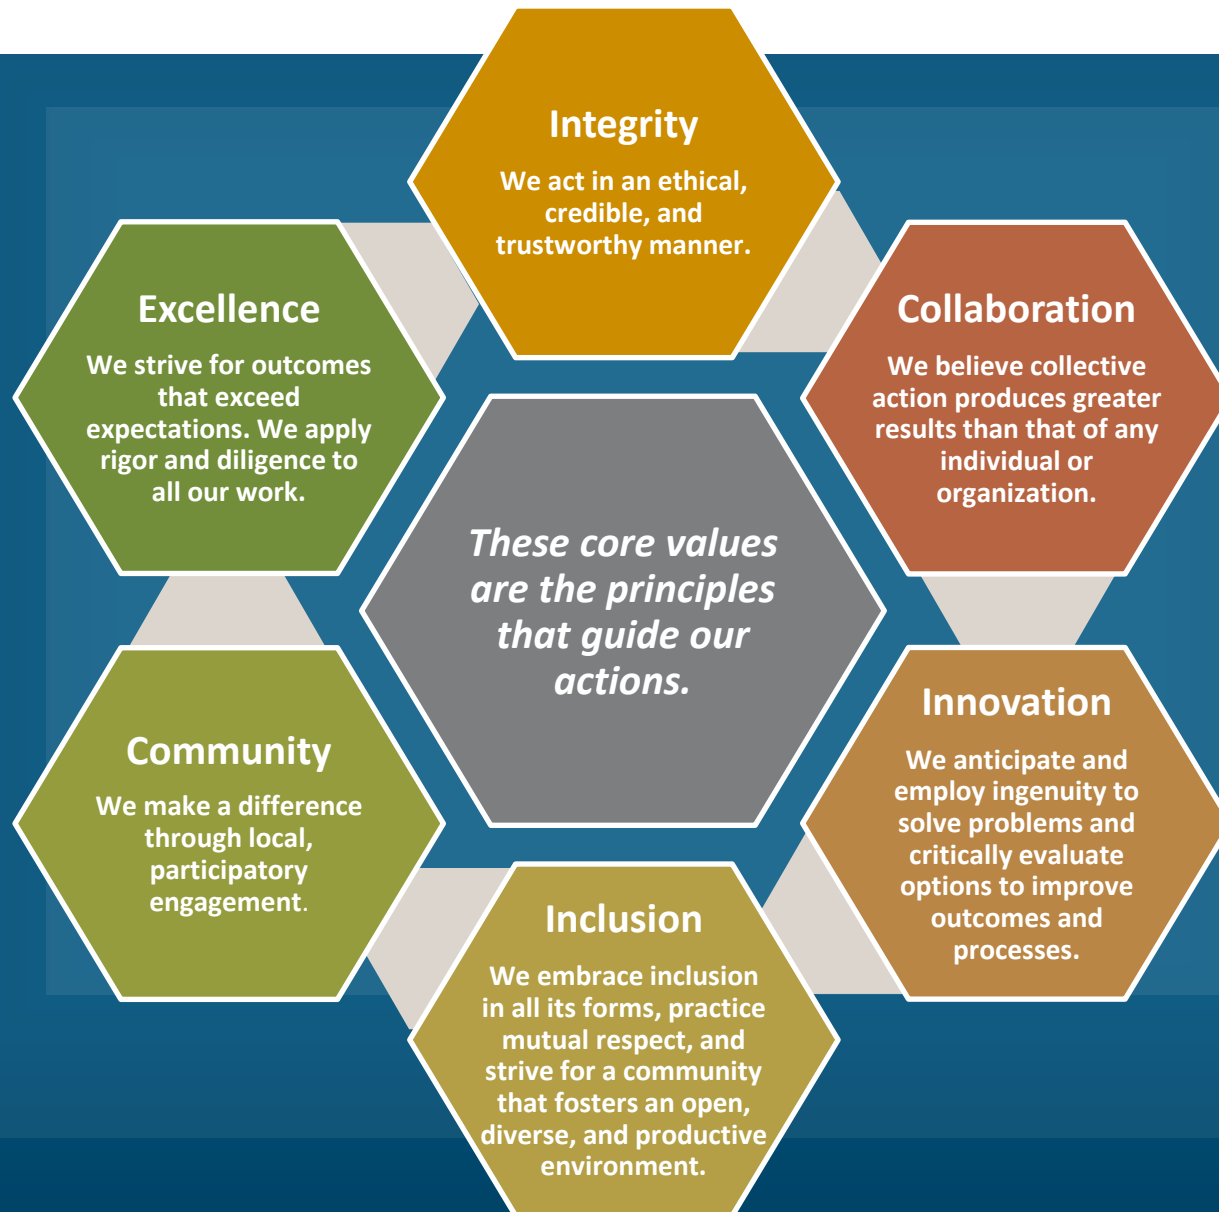 Integrity
We act in an ethical,
credible, and
trustworthy manner.
Collaboration
We believe collective
action produces greater
results than that of any
individual or
organization.
Innovation
We anticipate and
employ ingenuity to
solve problems and
critically evaluate
options to improve
outcomes and
processes.
Inclusion
We embrace inclusion
in all its forms, practice
mutual respect, and
strive for a community
that fosters an open,
diverse, and productive
environment.
Community
We make a difference
through local,
participatory
engagement.
Excellence
We strive for outcomes
that exceed
expectations. We apply
rigor and diligence to
all our work.
These core values
are the principles
that guide our
actions.